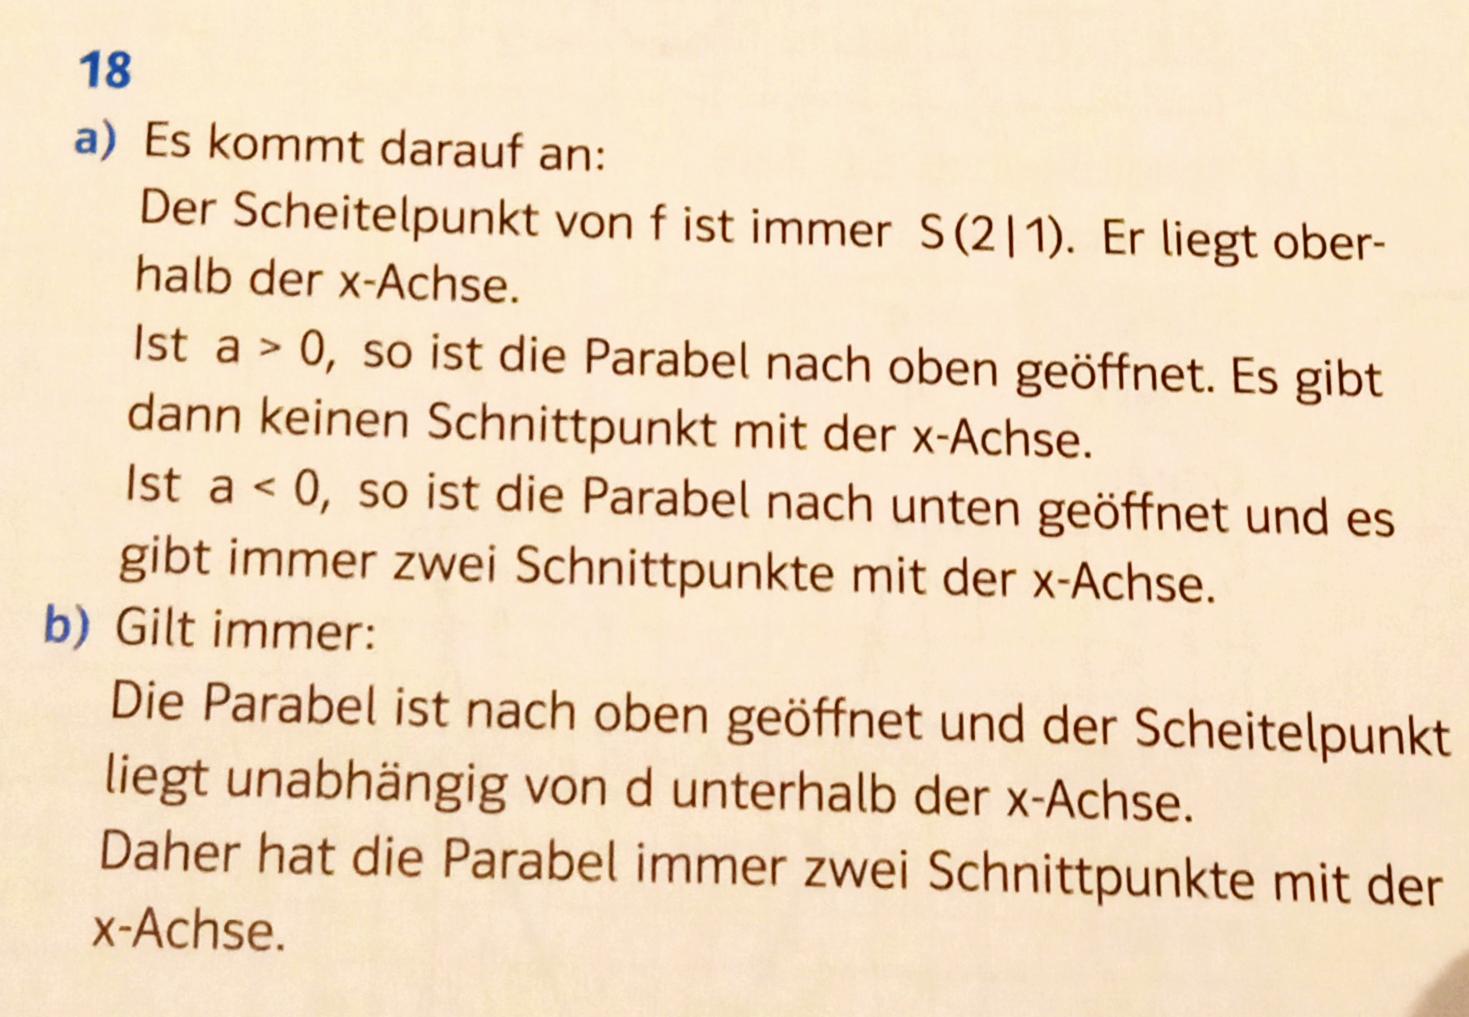 18
a) Es kommt darauf an:
Der Scheitelpunkt von f ist immer S(2|1). Er liegt ober-
halb der x-Achse.
Ist a > 0, so ist die Parabel nach oben geöffnet. Es gibt
dann keinen Schnittpunkt mit der x-Achse.
Ist a < 0, so ist die Parabel nach unten geöffnet und es
gibt immer zwei Schnittpunkte mit der x-Achse.
b) Gilt immer:
Die Parabel ist nach oben geöffnet und der Scheitelpunkt
liegt unabhängig von d unterhalb der x-Achse.
Daher hat die Parabel immer zwei Schnittpunkte mit der
x-Achse.